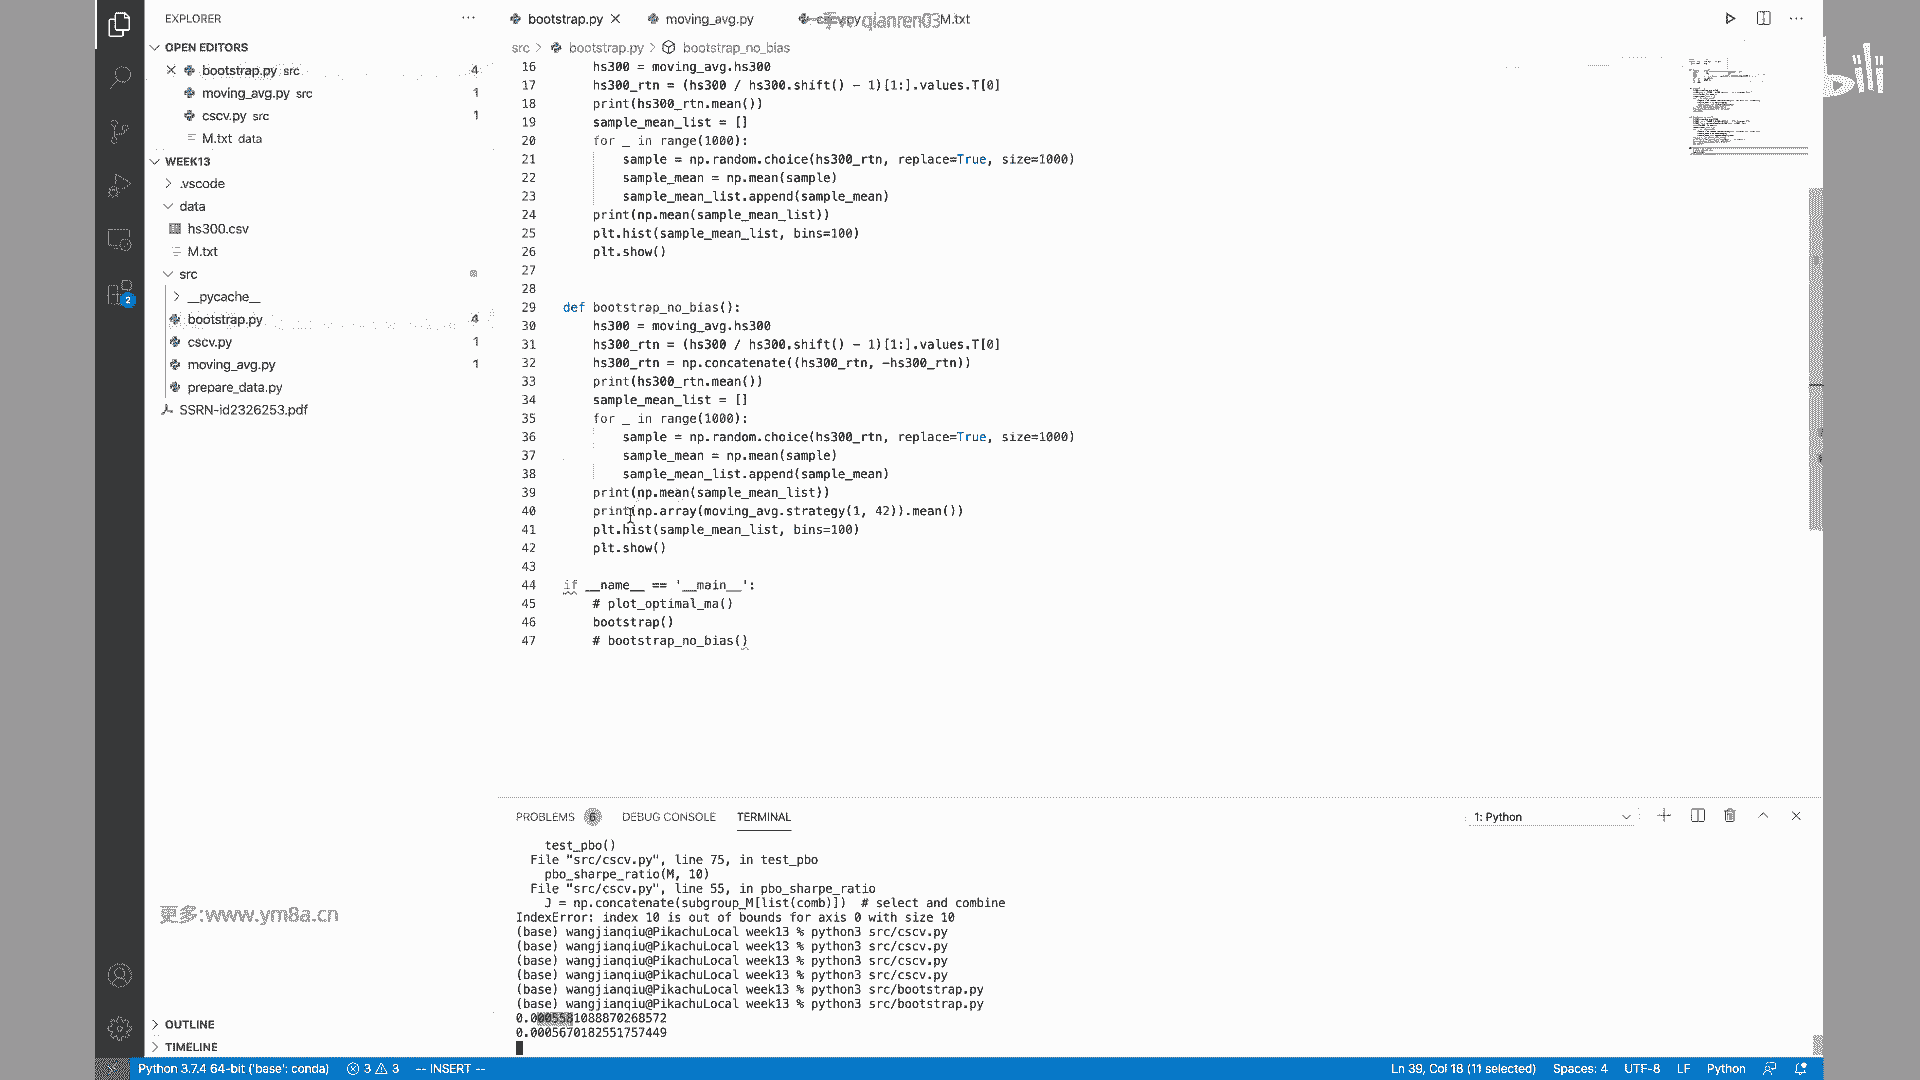 EXPLORER
OPEN EDITORS
bootstrap.py src 4
moving_avg.py src 1
cscv.py src 1
M.txt data
WEEK13
.vscode
data
hs300.csv
M.txt
src
__pycache__
bootstrap.py 4
cscv.py 1
moving_avg.py 1
prepare_data.py
SSRN-id2326253.pdf
2
更多:www.ym8a.cn
OUTLINE
TIMELINE
bootstrap.py moving_avg.py M.txt
qianren03
bili
src > bootstrap.py > bootstrap_no_bias
16 hs300 = moving_avg.hs300
17 hs300_rtn = (hs300 / hs300.shift() - 1)[1:].values.T[0]
18 print(hs300_rtn.mean())
19 sample_mean_list = []
20 for _ in range(1000):
21 sample = np.random.choice(hs300_rtn, replace=True, size=1000)
22 sample_mean = np.mean(sample)
23 sample_mean_list.append(sample_mean)
24 print(np.mean(sample_mean_list))
25 plt.hist(sample_mean_list, bins=100)
26 plt.show()
27
28
29 def bootstrap_no_bias():
30 hs300 = moving_avg.hs300
31 hs300_rtn = (hs300 / hs300.shift() - 1)[1:].values.T[0]
32 hs300_rtn = np.concatenate((hs300_rtn, -hs300_rtn))
33 print(hs300_rtn.mean())
34 sample_mean_list = []
35 for _ in range(1000):
36 sample = np.random.choice(hs300_rtn, replace=True, size=1000)
37 sample_mean = np.mean(sample)
38 sample_mean_list.append(sample_mean)
39 print(np.mean(sample_mean_list))
40 print(np.array(moving_avg.strategy(1, 42)).mean())
41 plt.hist(sample_mean_list, bins=100)
42 plt.show()
43
44 if __name__ == '__main__':
45 # plot_optimal_ma()
46 bootstrap()
47 # bootstrap_no_bias()
PROBLEMS 6 DEBUG CONSOLE TERMINAL 1: Python
test_pbo()
File "src/cscv.py", line 75, in test_pbo
pbo_sharpe_ratio(M, 10)
File "src/cscv.py", line 55, in pbo_sharpe_ratio
J = np.concatenate(subgroup_M[list(comb)]) # select and combine
IndexError: index 10 is out of bounds for axis 0 with size 10
(base) wangjianqiu@PikachuLocal week13 % python3 src/cscv.py
(base) wangjianqiu@PikachuLocal week13 % python3 src/cscv.py
(base) wangjianqiu@PikachuLocal week13 % python3 src/cscv.py
(base) wangjianqiu@PikachuLocal week13 % python3 src/cscv.py
(base) wangjianqiu@PikachuLocal week13 % python3 src/bootstrap.py
(base) wangjianqiu@PikachuLocal week13 % python3 src/bootstrap.py
0.0005581088870268572
0.0005670182551757449
Python 3.7.4 64-bit ('base': conda) 3 3 -- INSERT -- Ln 39, Col 18 (11 selected) Spaces: 4 UTF-8 LF Python